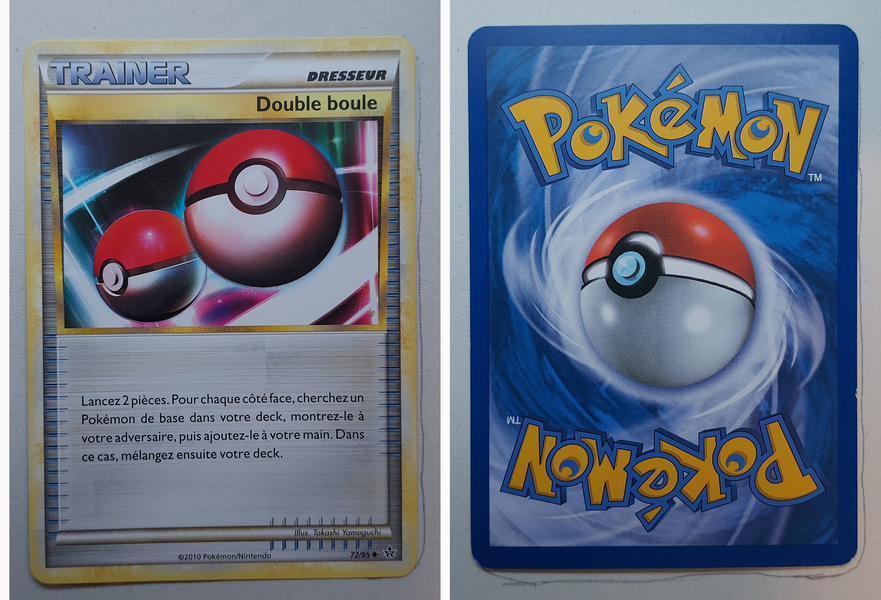 TRAINER
DRESSEUR
Double boule
Lancez 2 pièces. Pour chaque côté face, cherchez un
Pokémon de base dans votre deck, montrez-le à
votre adversaire, puis ajoutez-le à votre main. Dans
ce cas, mélangez ensuite votre deck.
Illus. Takashi Yamaguchi
©2010 Pokémon/Nintendo
72/95
POKéMON
TM
TM
POKéMON